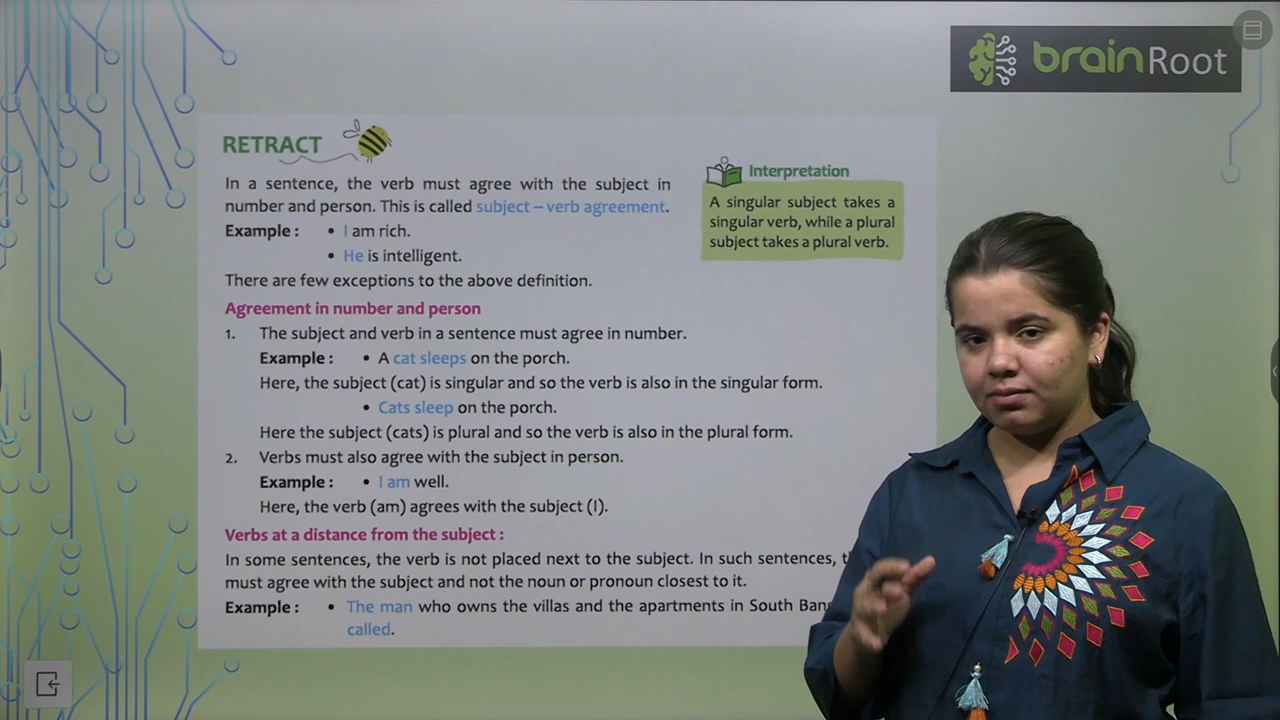 brainRoot
RETRACT
In a sentence, the verb must agree with the subject in
number and person. This is called subject – verb agreement.
Example : • I am rich.
• He is intelligent.
There are few exceptions to the above definition.
Interpretation
A singular subject takes a
singular verb, while a plural
subject takes a plural verb.
Agreement in number and person
1. The subject and verb in a sentence must agree in number.
Example : • A cat sleeps on the porch.
Here, the subject (cat) is singular and so the verb is also in the singular form.
• Cats sleep on the porch.
Here the subject (cats) is plural and so the verb is also in the plural form.
2. Verbs must also agree with the subject in person.
Example : • I am well.
Here, the verb (am) agrees with the subject (I).
Verbs at a distance from the subject :
In some sentences, the verb is not placed next to the subject. In such sentences,
must agree with the subject and not the noun or pronoun closest to it.
Example : • The man who owns the villas and the apartments in South
called.